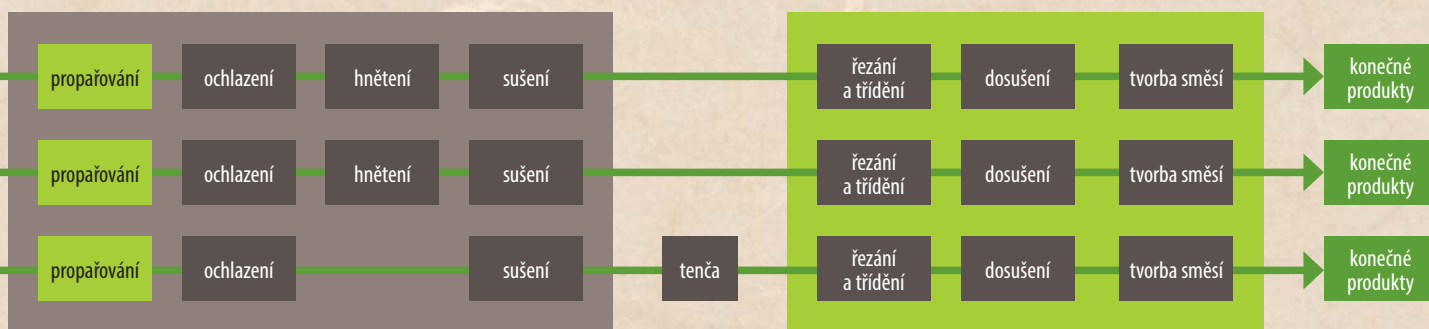 propařování
ochlazení
hnětení
sušení
řezání
a třídění
dosušení
tvorba směsí
konečné
produkty
propařování
ochlazení
hnětení
sušení
řezání
a třídění
dosušení
tvorba směsí
konečné
produkty
propařování
ochlazení
sušení
tenča
řezání
a třídění
dosušení
tvorba směsí
konečné
produkty